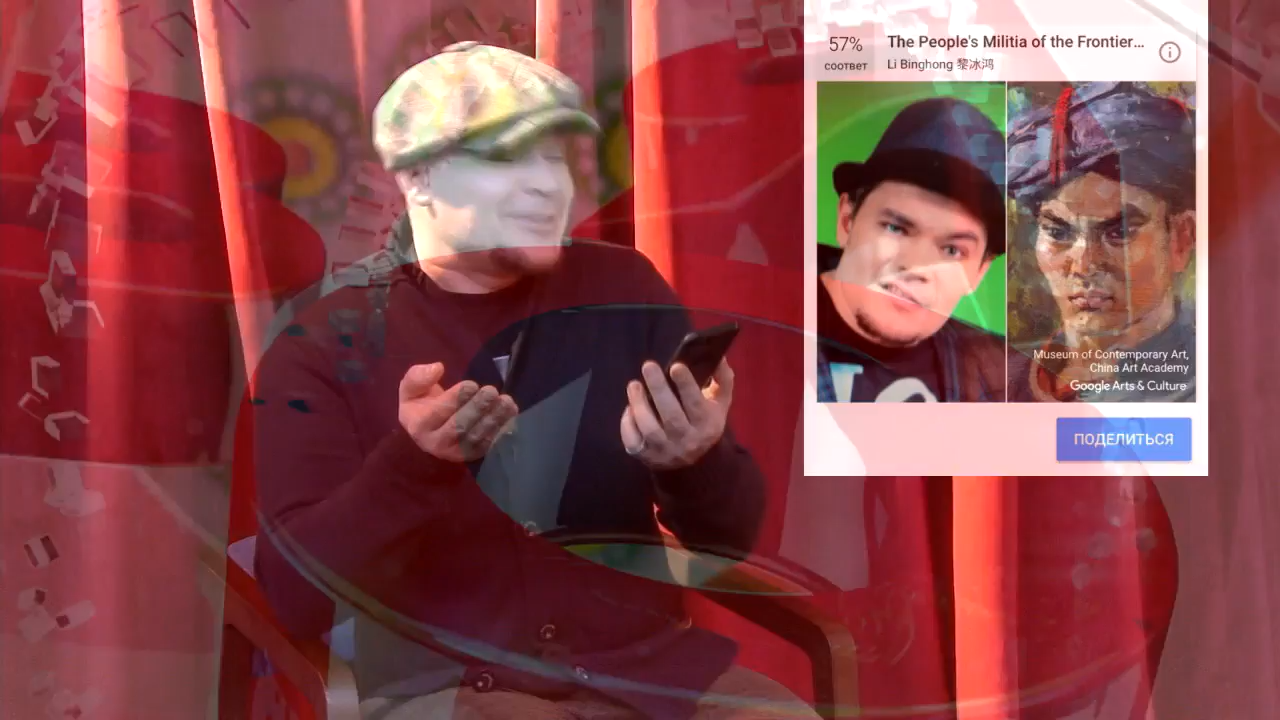 57%
соответ
The People's Militia of the Frontier...
Li Binghong 黎冰鸿
Museum of Contemporary Art,
China Art Academy
Google Arts & Culture
ПОДЕЛИТЬСЯ